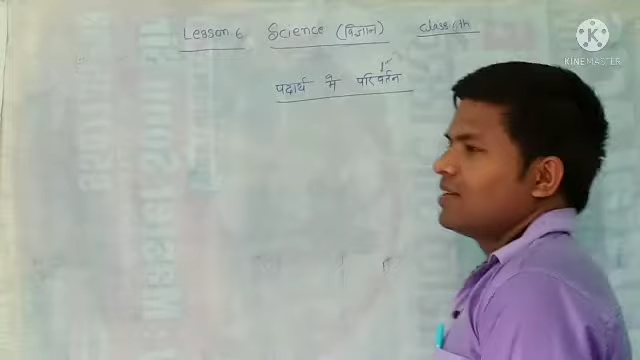 Lesson 6 Science (विज्ञान) class 6th
पदार्थ में परिवर्तन
KINEMASTER